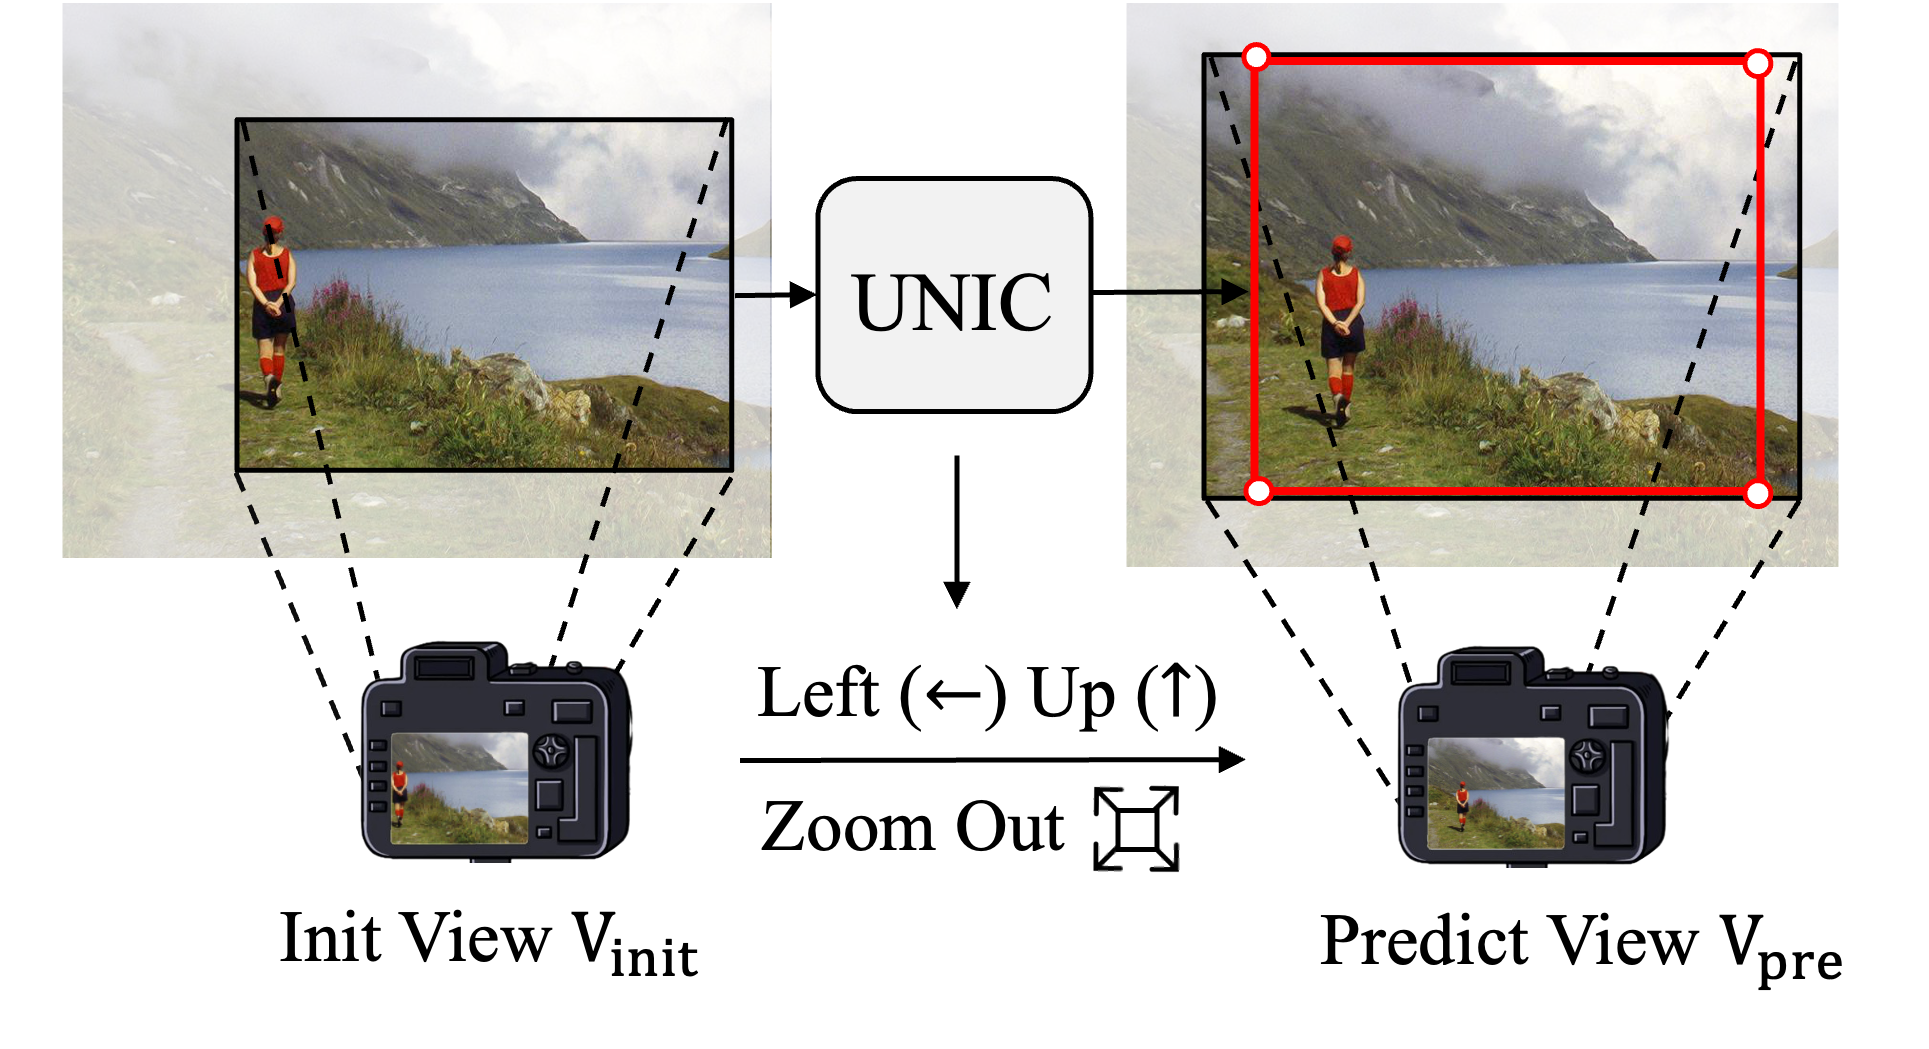 UNIC
Left (←) Up (↑)
Zoom Out
Init View V_init
Predict View V_pre